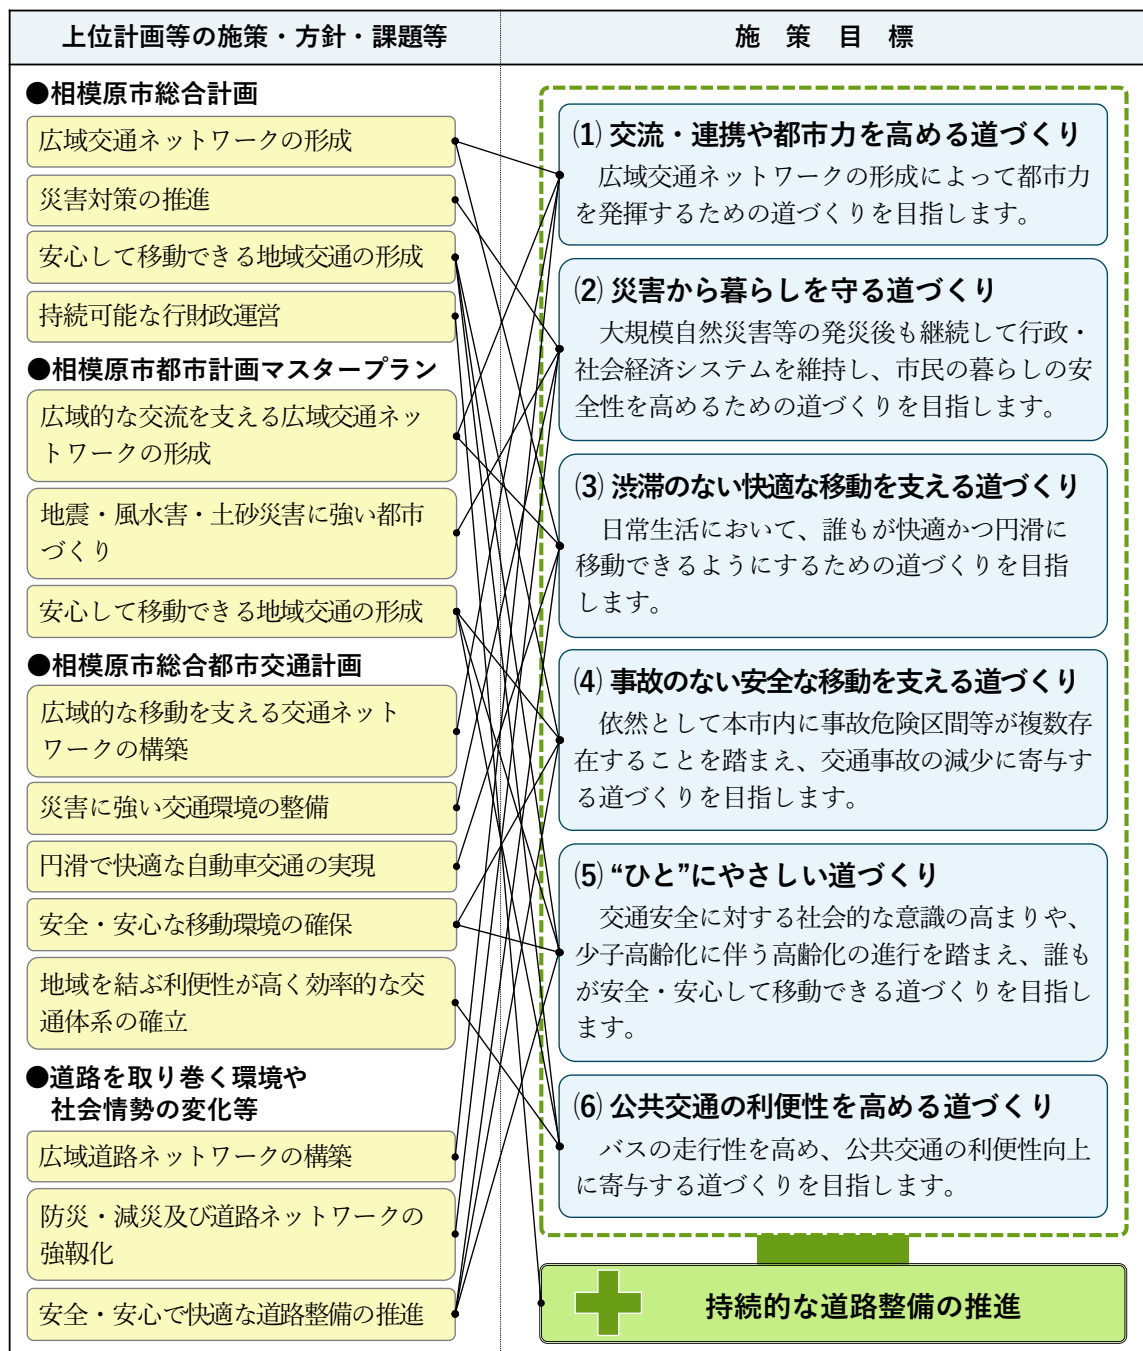 上位計画等の施策・方針・課題等
施 策 目 標
●相模原市総合計画
広域交通ネットワークの形成
災害対策の推進
安心して移動できる地域交通の形成
持続可能な行財政運営
●相模原市都市計画マスタープラン
広域的な交流を支える広域交通ネッ
トワークの形成
地震・風水害・土砂災害に強い都市
づくり
安心して移動できる地域交通の形成
●相模原市総合都市交通計画
広域的な移動を支える交通ネット
ワークの構築
災害に強い交通環境の整備
円滑で快適な自動車交通の実現
安全・安心な移動環境の確保
地域を結ぶ利便性が高く効率的な交
通体系の確立
●道路を取り巻く環境や
社会情勢の変化等
広域道路ネットワークの構築
防災・減災及び道路ネットワークの
強靱化
安全・安心で快適な道路整備の推進
(1) 交流・連携や都市力を高める道づくり
広域交通ネットワークの形成によって都市力
を発揮するための道づくりを目指します。
(2) 災害から暮らしを守る道づくり
大規模自然災害等の発災後も継続して行政・
社会経済システムを維持し、市民の暮らしの安
全性を高めるための道づくりを目指します。
(3) 渋滞のない快適な移動を支える道づくり
日常生活において、誰もが快適かつ円滑に
移動できるようにするための道づくりを目指
します。
(4) 事故のない安全な移動を支える道づくり
依然として本市内に事故危険区間等が複数存
在することを踏まえ、交通事故の減少に寄与す
る道づくりを目指します。
(5) “ひと”にやさしい道づくり
交通安全に対する社会的な意識の高まりや、
少子高齢化に伴う高齢化の進行を踏まえ、誰も
が安全・安心して移動できる道づくりを目指し
ます。
(6) 公共交通の利便性を高める道づくり
バスの走行性を高め、公共交通の利便性向上
に寄与する道づくりを目指します。
持続的な道路整備の推進